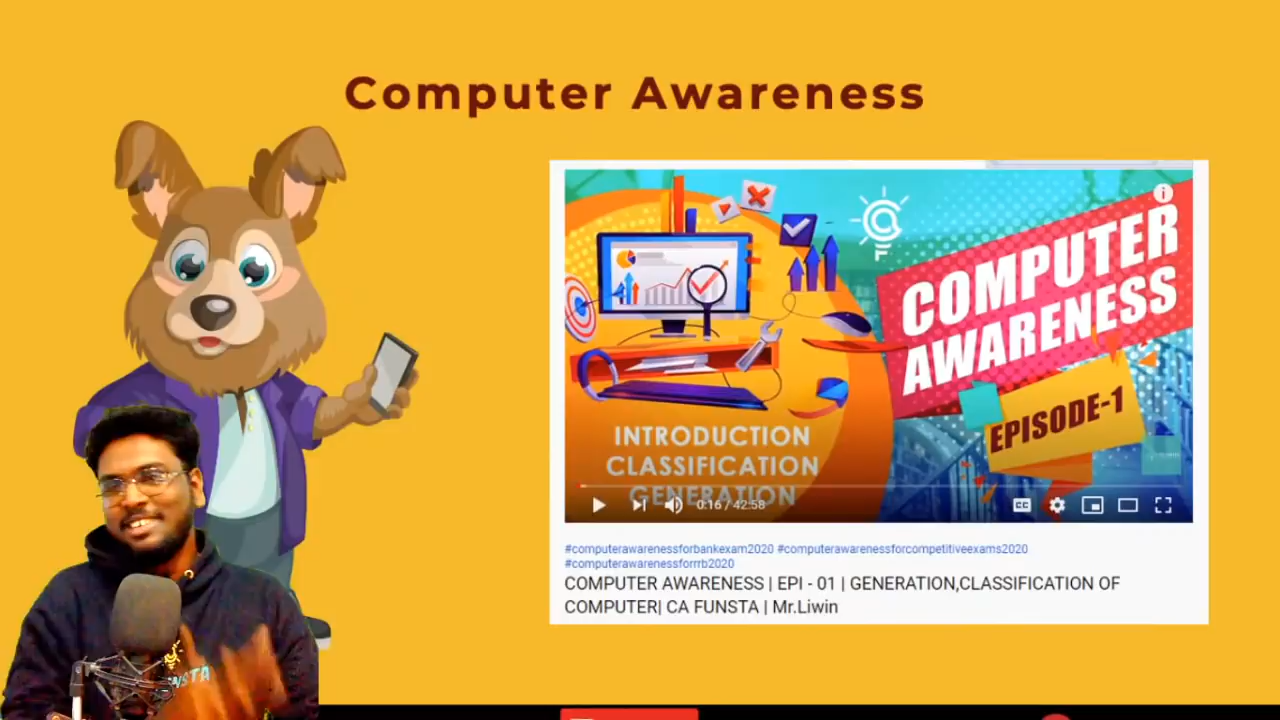 Computer Awareness
COMPUTER
AWARENESS
EPISODE-1
INTRODUCTION
CLASSIFICATION
GENERATION
0:16 / 42:58
CC
#computerawarenessforbankexam2020 #computerawarenessforcompetitiveexams2020
#computerawarenessforrrb2020
COMPUTER AWARENESS | EPI - 01 | GENERATION,CLASSIFICATION OF
COMPUTER| CA FUNSTA | Mr.Liwin